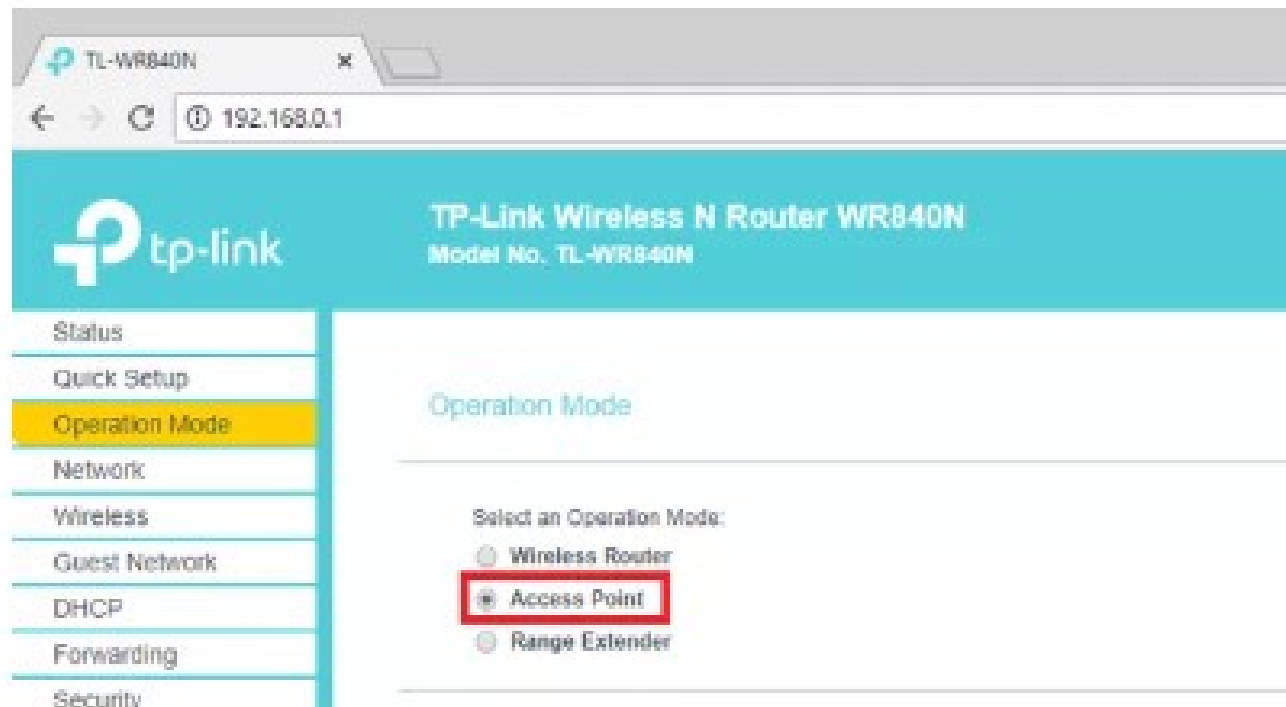 TL-WR840N
192.168.0.1
tp-link
TP-Link Wireless N Router WR840N
Model No. TL-WR840N
Status
Quick Setup
Operation Mode
Network
Wireless
Guest Network
DHCP
Forwarding
Security
Operation Mode
Select an Operation Mode:
Wireless Router
Access Point
Range Extender